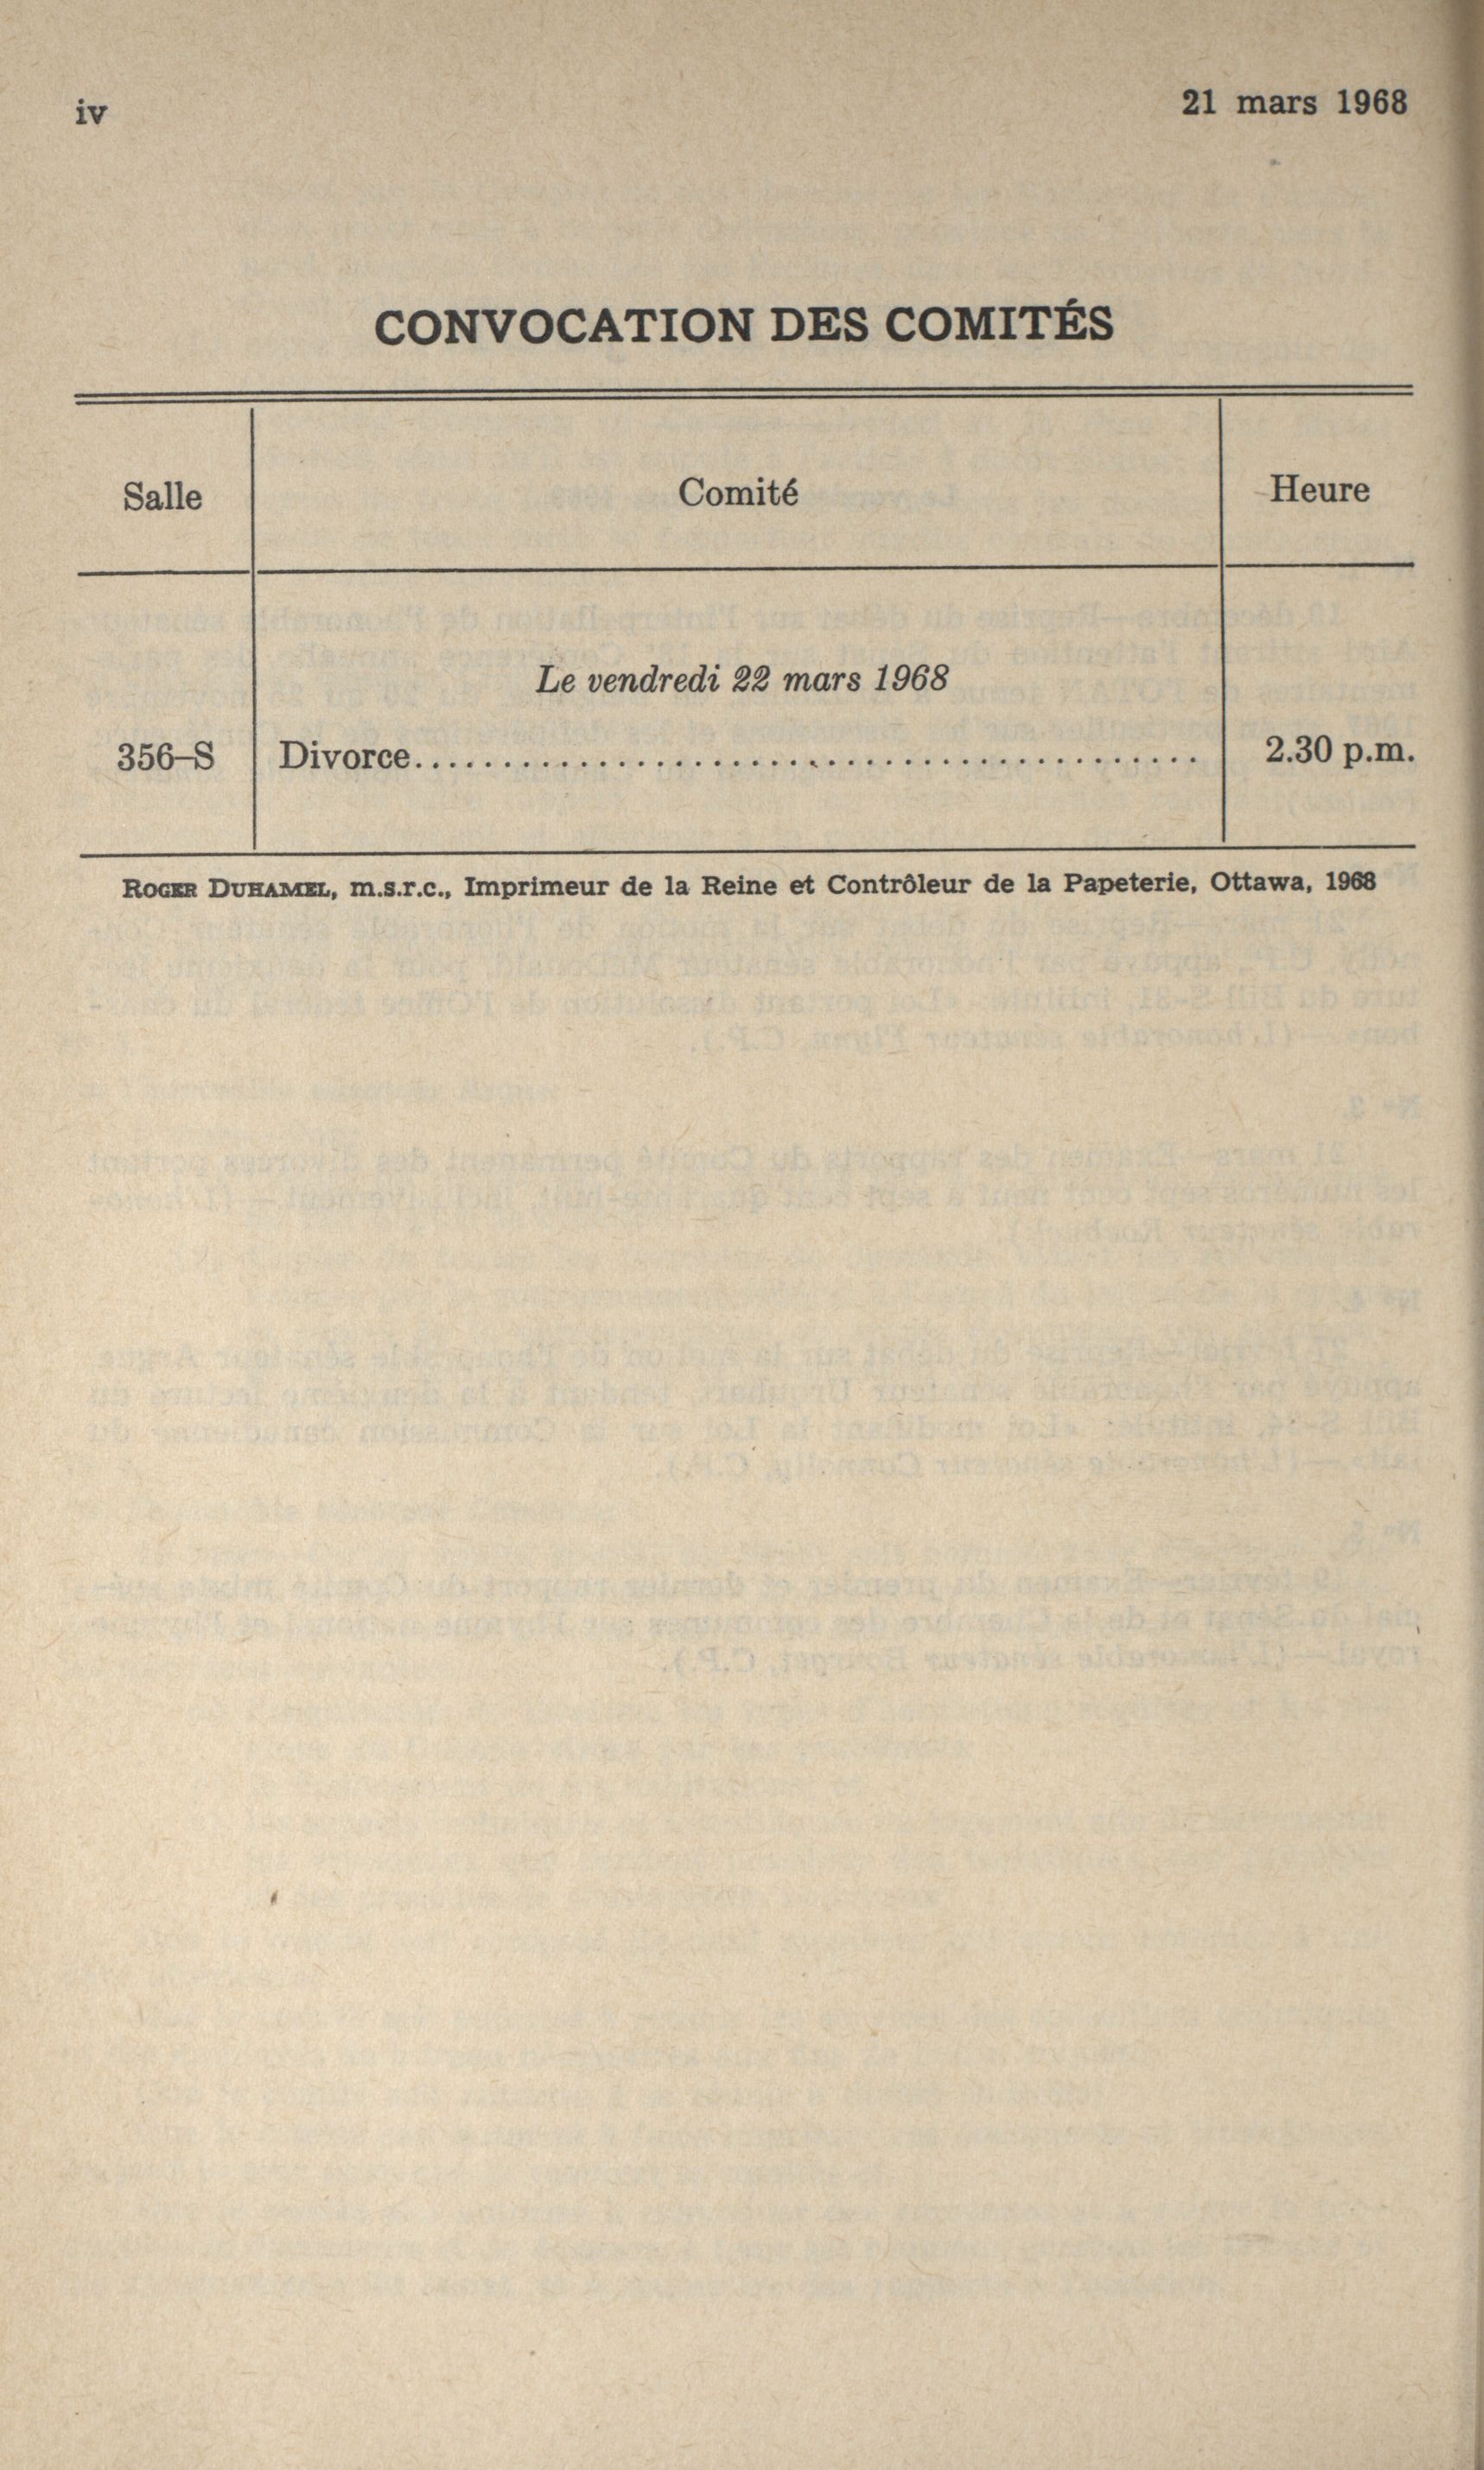 iv
21 mars 1968
CONVOCATION DES COMITÉS
Salle
Comité
Heure
Le vendredi 22 mars 1968
356–S Divorce................................................ 2.30 p.m.
ROGER DUHAMEL, m.s.r.c., Imprimeur de la Reine et Contrôleur de la Papeterie, Ottawa, 1968